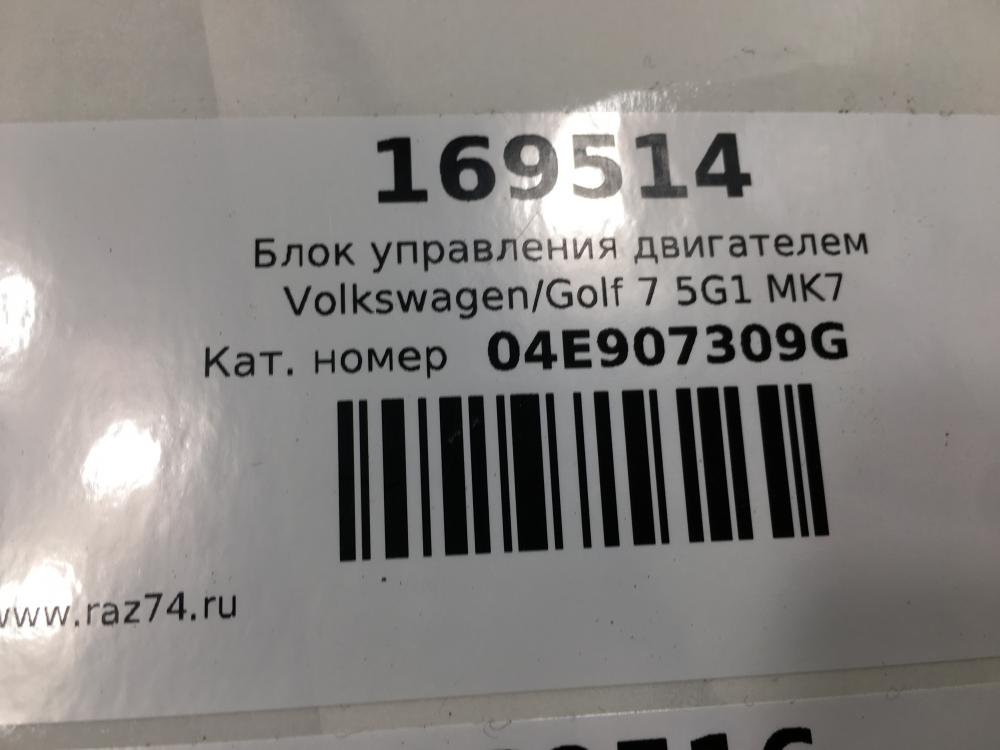 169514
Блок управления двигателем
Volkswagen/Golf 7 5G1 MK7
Кат. номер 04E907309G
www.raz74.ru